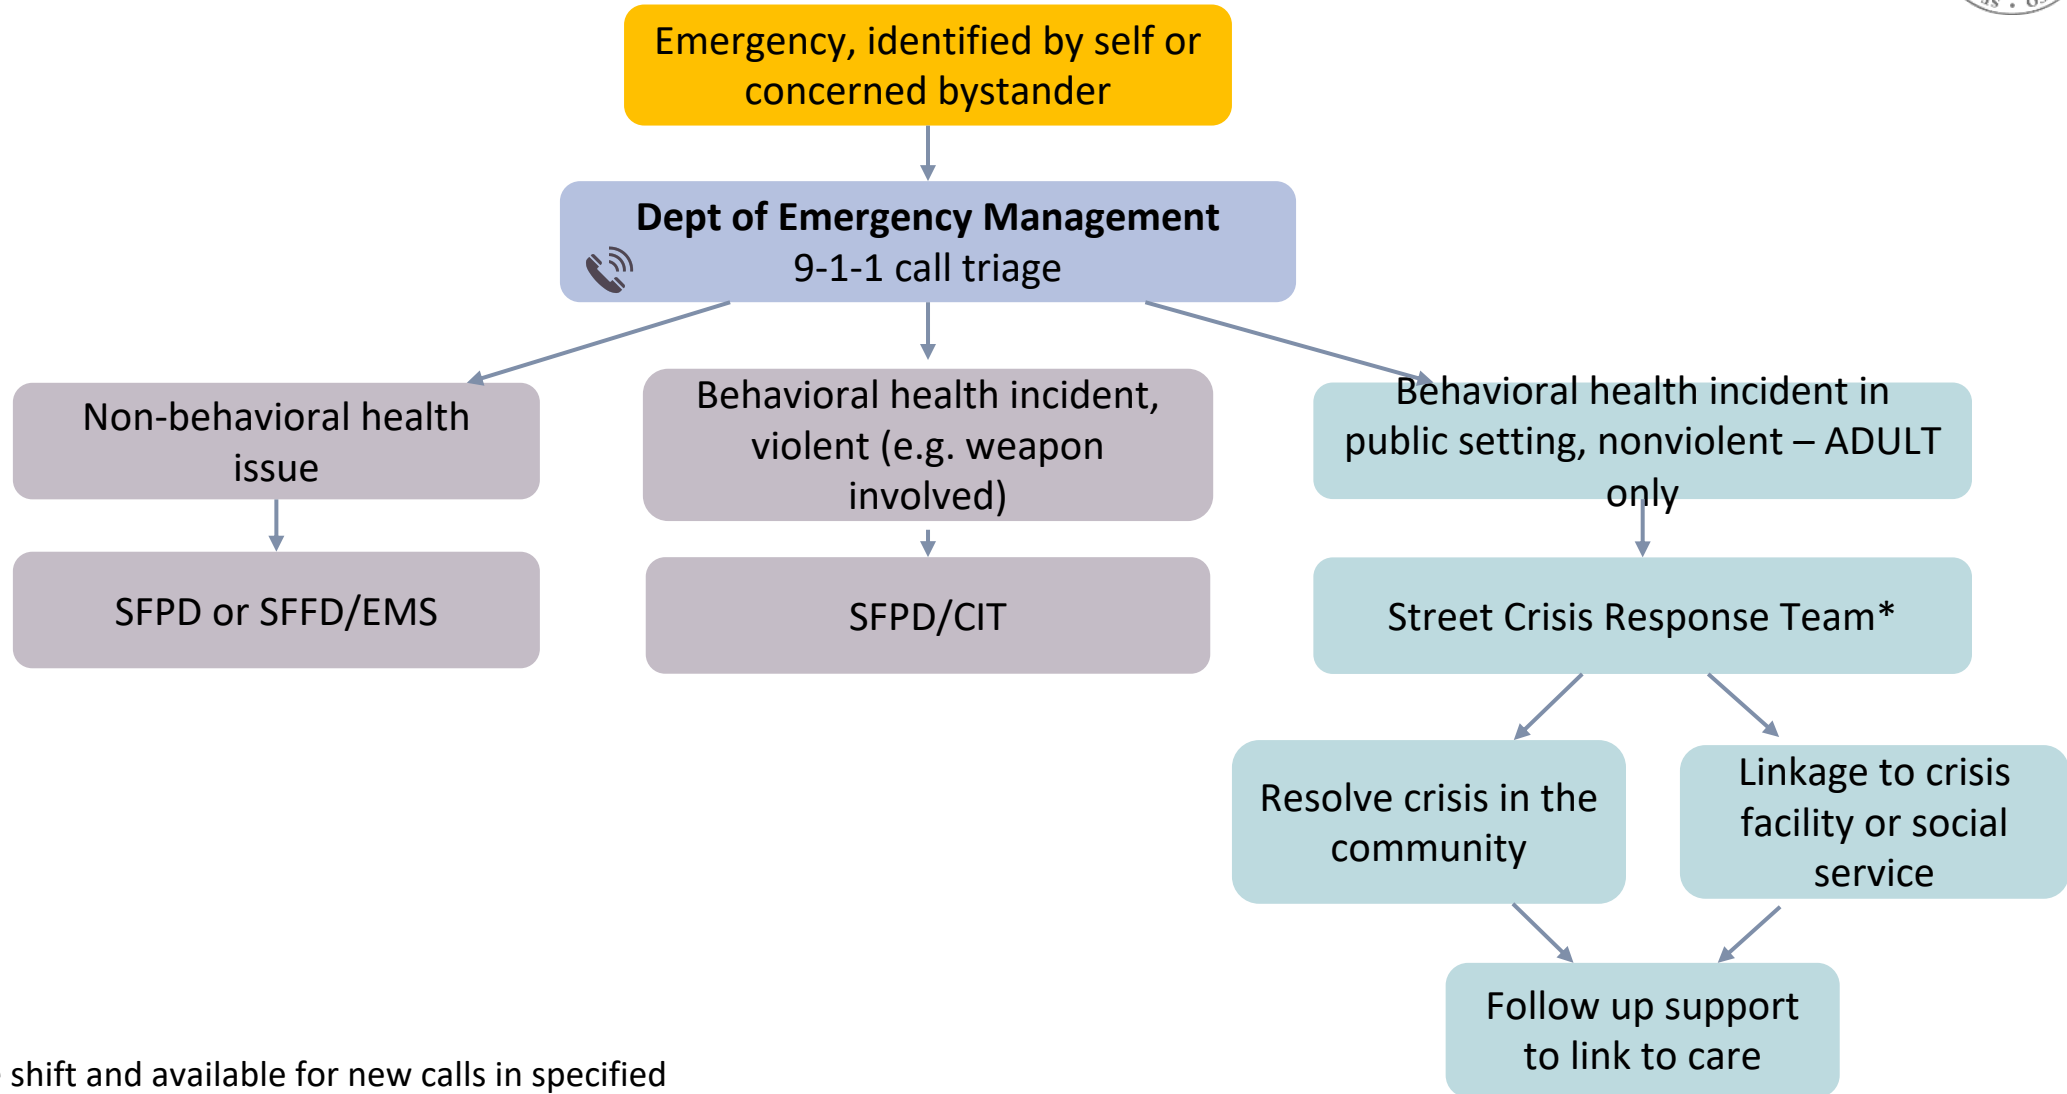 Emergency, identified by self or
concerned bystander
Dept of Emergency Management
9-1-1 call triage
Non-behavioral health
issue
Behavioral health incident,
violent (e.g. weapon
involved)
Behavioral health incident in
public setting, nonviolent – ADULT
only
SFPD or SFFD/EMS
SFPD/CIT
Street Crisis Response Team*
Resolve crisis in the
community
Linkage to crisis
facility or social
service
Follow up support
to link to care
shift and available for new calls in specified